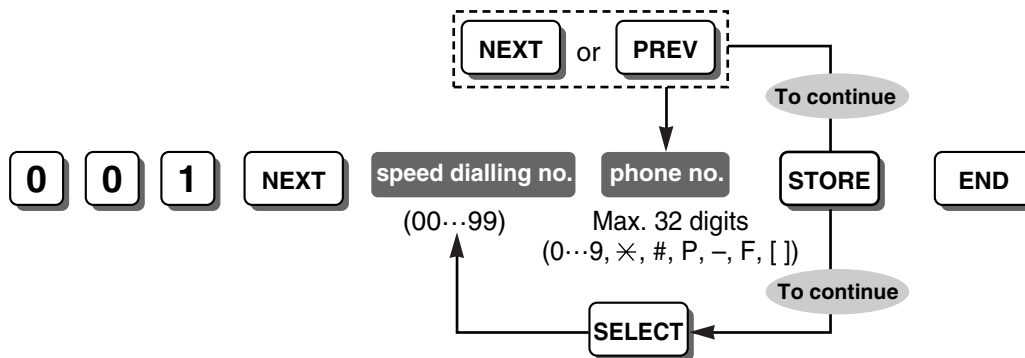 NEXT or PREV
To continue
0 0 1 NEXT speed dialling no. phone no. STORE END
(00⋯99) Max. 32 digits
(0⋯9, ✳, #, P, –, F, [ ])
To continue
SELECT